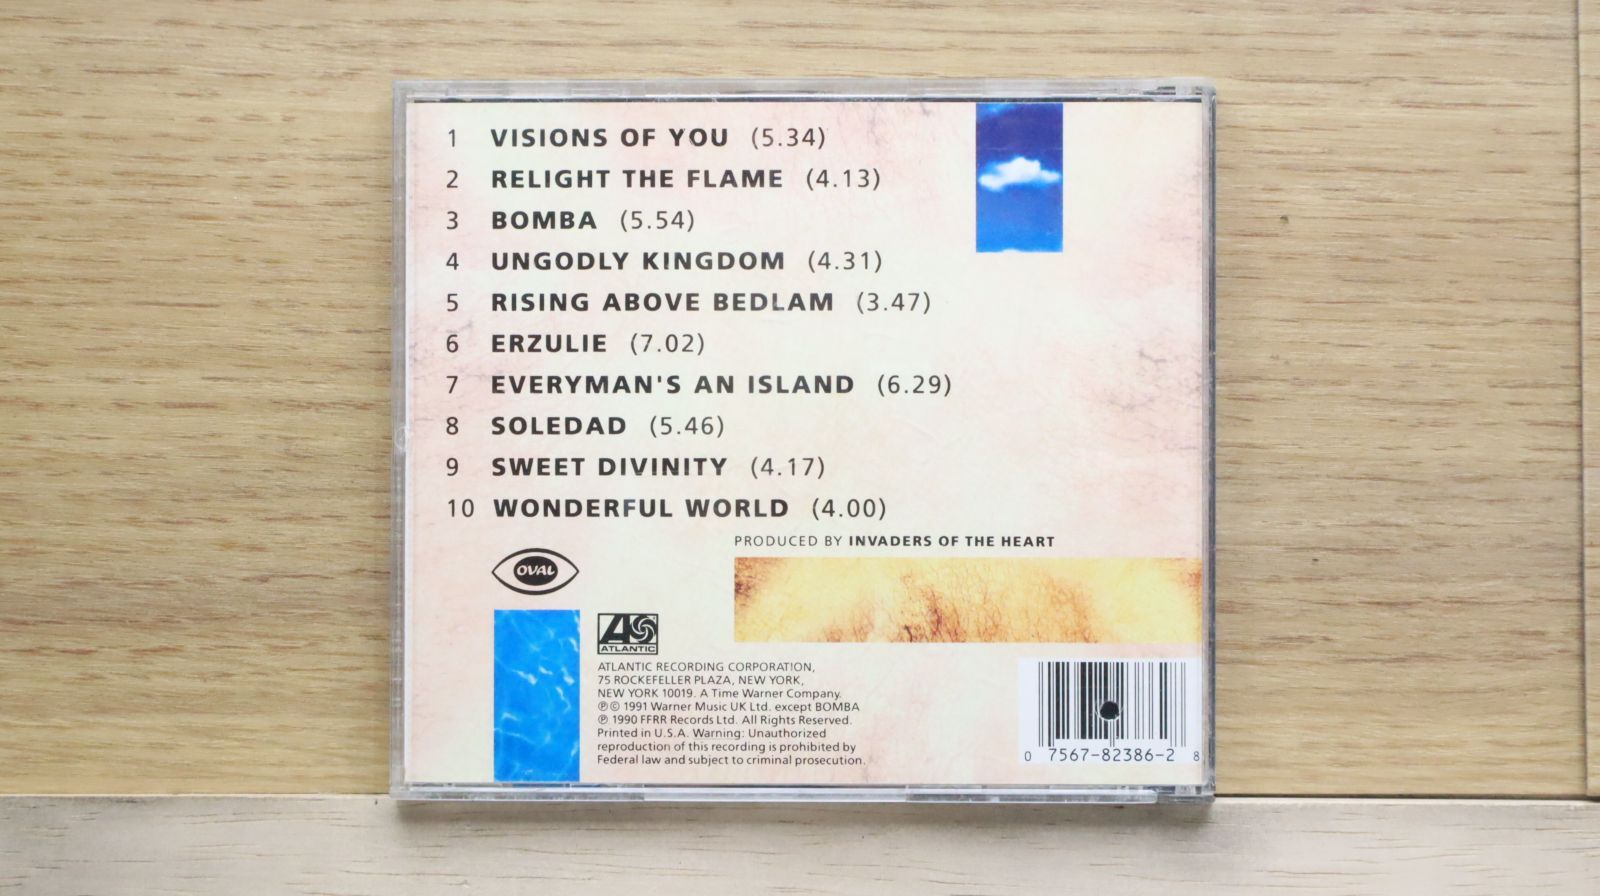 1 VISIONS OF YOU (5.34)
2 RELIGHT THE FLAME (4.13)
3 BOMBA (5.54)
4 UNGODLY KINGDOM (4.31)
5 RISING ABOVE BEDLAM (3.47)
6 ERZULIE (7.02)
7 EVERYMAN'S AN ISLAND (6.29)
8 SOLEDAD (5.46)
9 SWEET DIVINITY (4.17)
10 WONDERFUL WORLD (4.00)
PRODUCED BY INVADERS OF THE HEART
OVAL
ATLANTIC
ATLANTIC RECORDING CORPORATION,
75 ROCKEFELLER PLAZA, NEW YORK,
NEW YORK 10019. A Time Warner Company.
℗ © 1991 Warner Music UK Ltd. except BOMBA
℗ 1990 FFRR Records Ltd. All Rights Reserved.
Printed in U.S.A. Warning: Unauthorized
reproduction of this recording is prohibited by
Federal law and subject to criminal prosecution.
0 7567-82386-2 8